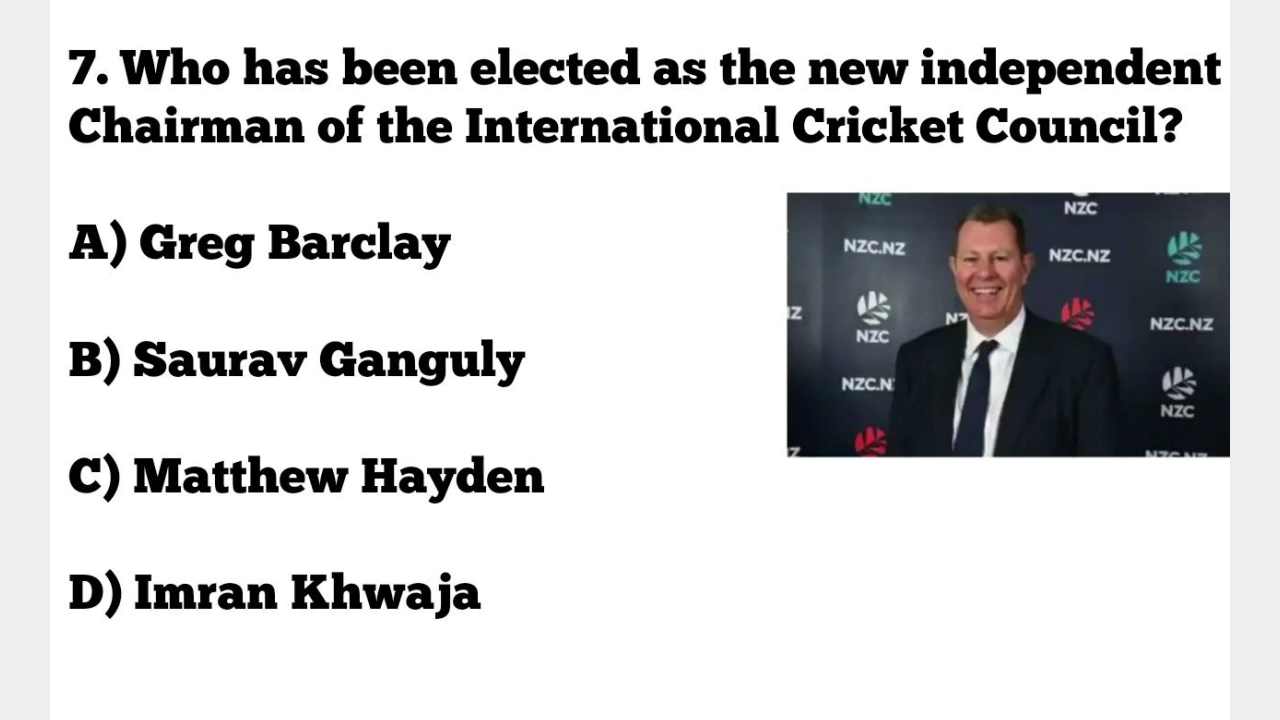 7. Who has been elected as the new independent
Chairman of the International Cricket Council?
A) Greg Barclay
B) Saurav Ganguly
C) Matthew Hayden
D) Imran Khwaja
NZC
NZC
NZC.NZ
NZC.NZ
NZC
NZ
NZC
NZ
NZC.NZ
NZC.N
NZC